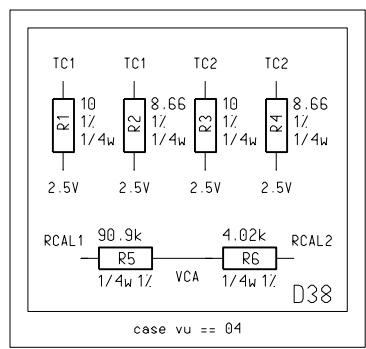 TC1 TC1 TC2 TC2
R1 10 1% 1/4w R2 8.66 1% 1/4w R3 10 1% 1/4w R4 8.66 1% 1/4w
2.5V 2.5V 2.5V 2.5V
90.9k 4.02k
RCAL1 R5 VCA R6 RCAL2
1/4w 1% 1/4w 1%
D38
case vu == 04